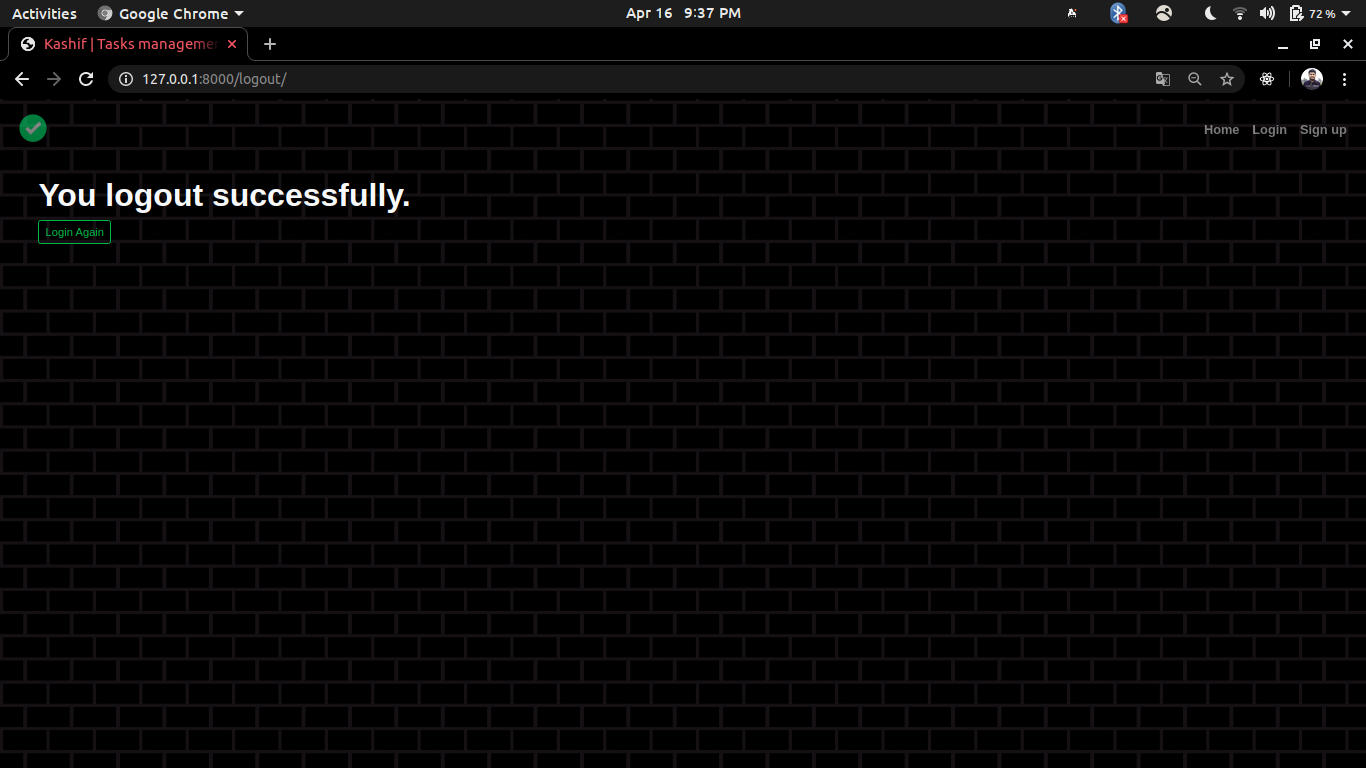 Activities Google Chrome Apr 16 9:37 PM 72 %
Kashif | Tasks manageme
127.0.0.1:8000/logout/
Home Login Sign up
You logout successfully.
Login Again